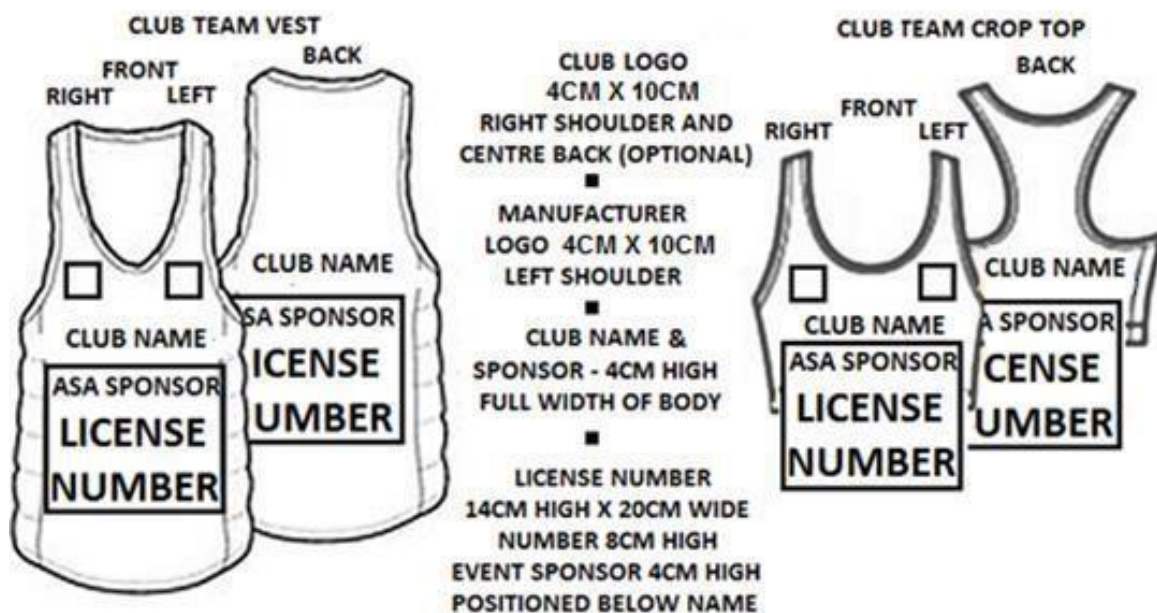 CLUB TEAM VEST
FRONT
BACK
RIGHT
LEFT
CLUB NAME
SA SPONSOR
ICENSE
UMBER
CLUB NAME
ASA SPONSOR
LICENSE
NUMBER
CLUB LOGO
4CM X 10CM
RIGHT SHOULDER AND
CENTRE BACK (OPTIONAL)
MANUFACTURER
LOGO 4CM X 10CM
LEFT SHOULDER
CLUB NAME &
SPONSOR - 4CM HIGH
FULL WIDTH OF BODY
LICENSE NUMBER
14CM HIGH X 20CM WIDE
NUMBER 8CM HIGH
EVENT SPONSOR 4CM HIGH
POSITIONED BELOW NAME
CLUB TEAM CROP TOP
BACK
FRONT
RIGHT
LEFT
CLUB NAME
A SPONSOR
CENSE
UMBER
CLUB NAME
ASA SPONSOR
LICENSE
NUMBER